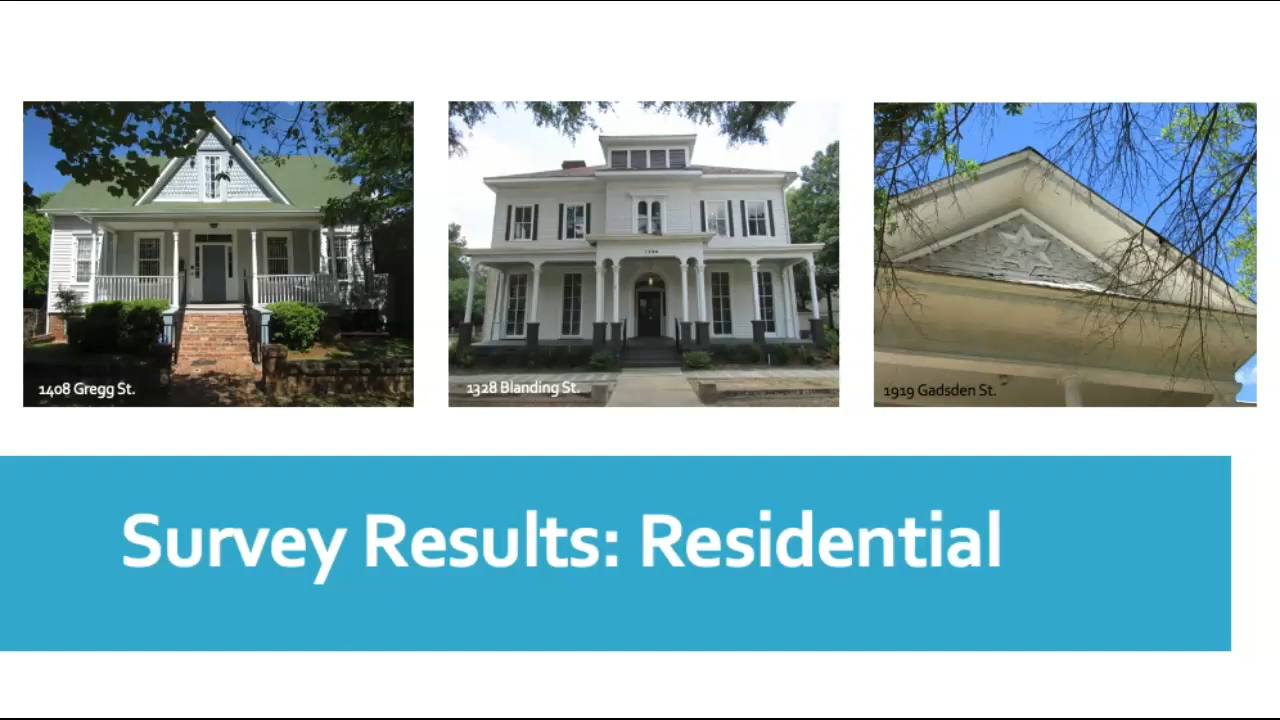 1408 Gregg St.
1328 Blanding St.
1919 Gadsden St.
Survey Results: Residential